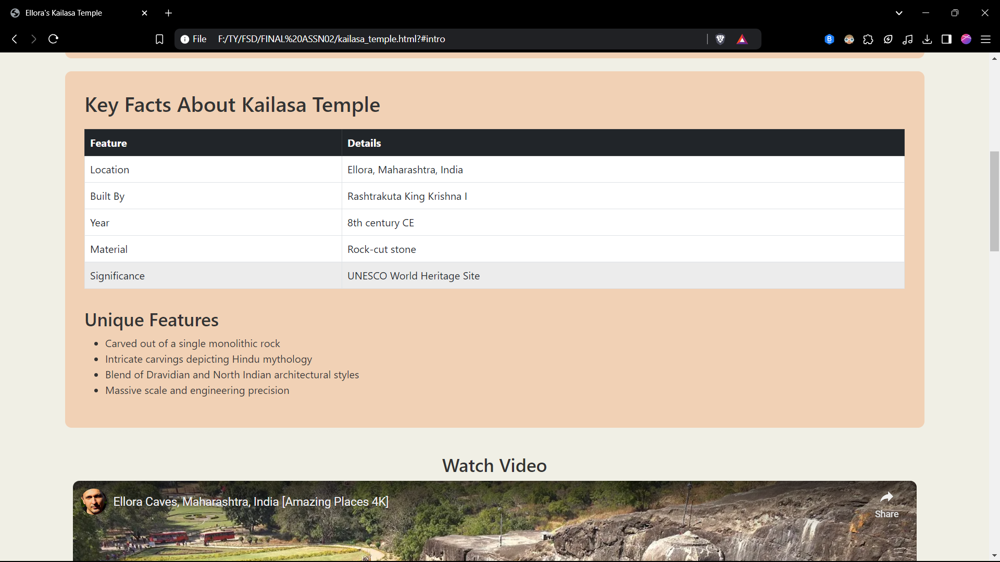 Ellora's Kailasa Temple
File F:/TY/FSD/FINAL%20ASSN02/kailasa_temple.html?#intro
Key Facts About Kailasa Temple
Feature Details
Location Ellora, Maharashtra, India
Built By Rashtrakuta King Krishna I
Year 8th century CE
Material Rock-cut stone
Significance UNESCO World Heritage Site
Unique Features
Carved out of a single monolithic rock
Intricate carvings depicting Hindu mythology
Blend of Dravidian and North Indian architectural styles
Massive scale and engineering precision
Watch Video
Ellora Caves, Maharashtra, India [Amazing Places 4K]
Share